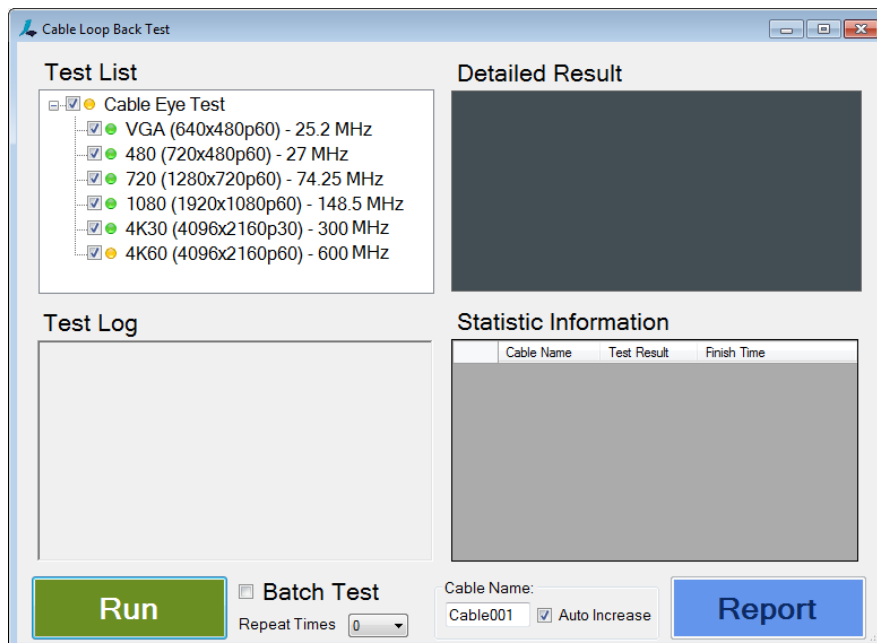 Cable Loop Back Test
Test List
Cable Eye Test
VGA (640x480p60) - 25.2 MHz
480 (720x480p60) - 27 MHz
720 (1280x720p60) - 74.25 MHz
1080 (1920x1080p60) - 148.5 MHz
4K30 (4096x2160p30) - 300 MHz
4K60 (4096x2160p60) - 600 MHz
Detailed Result
Test Log
Statistic Information
Cable Name Test Result Finish Time
Run
Batch Test
Repeat Times 0
Cable Name:
Cable001 Auto Increase
Report